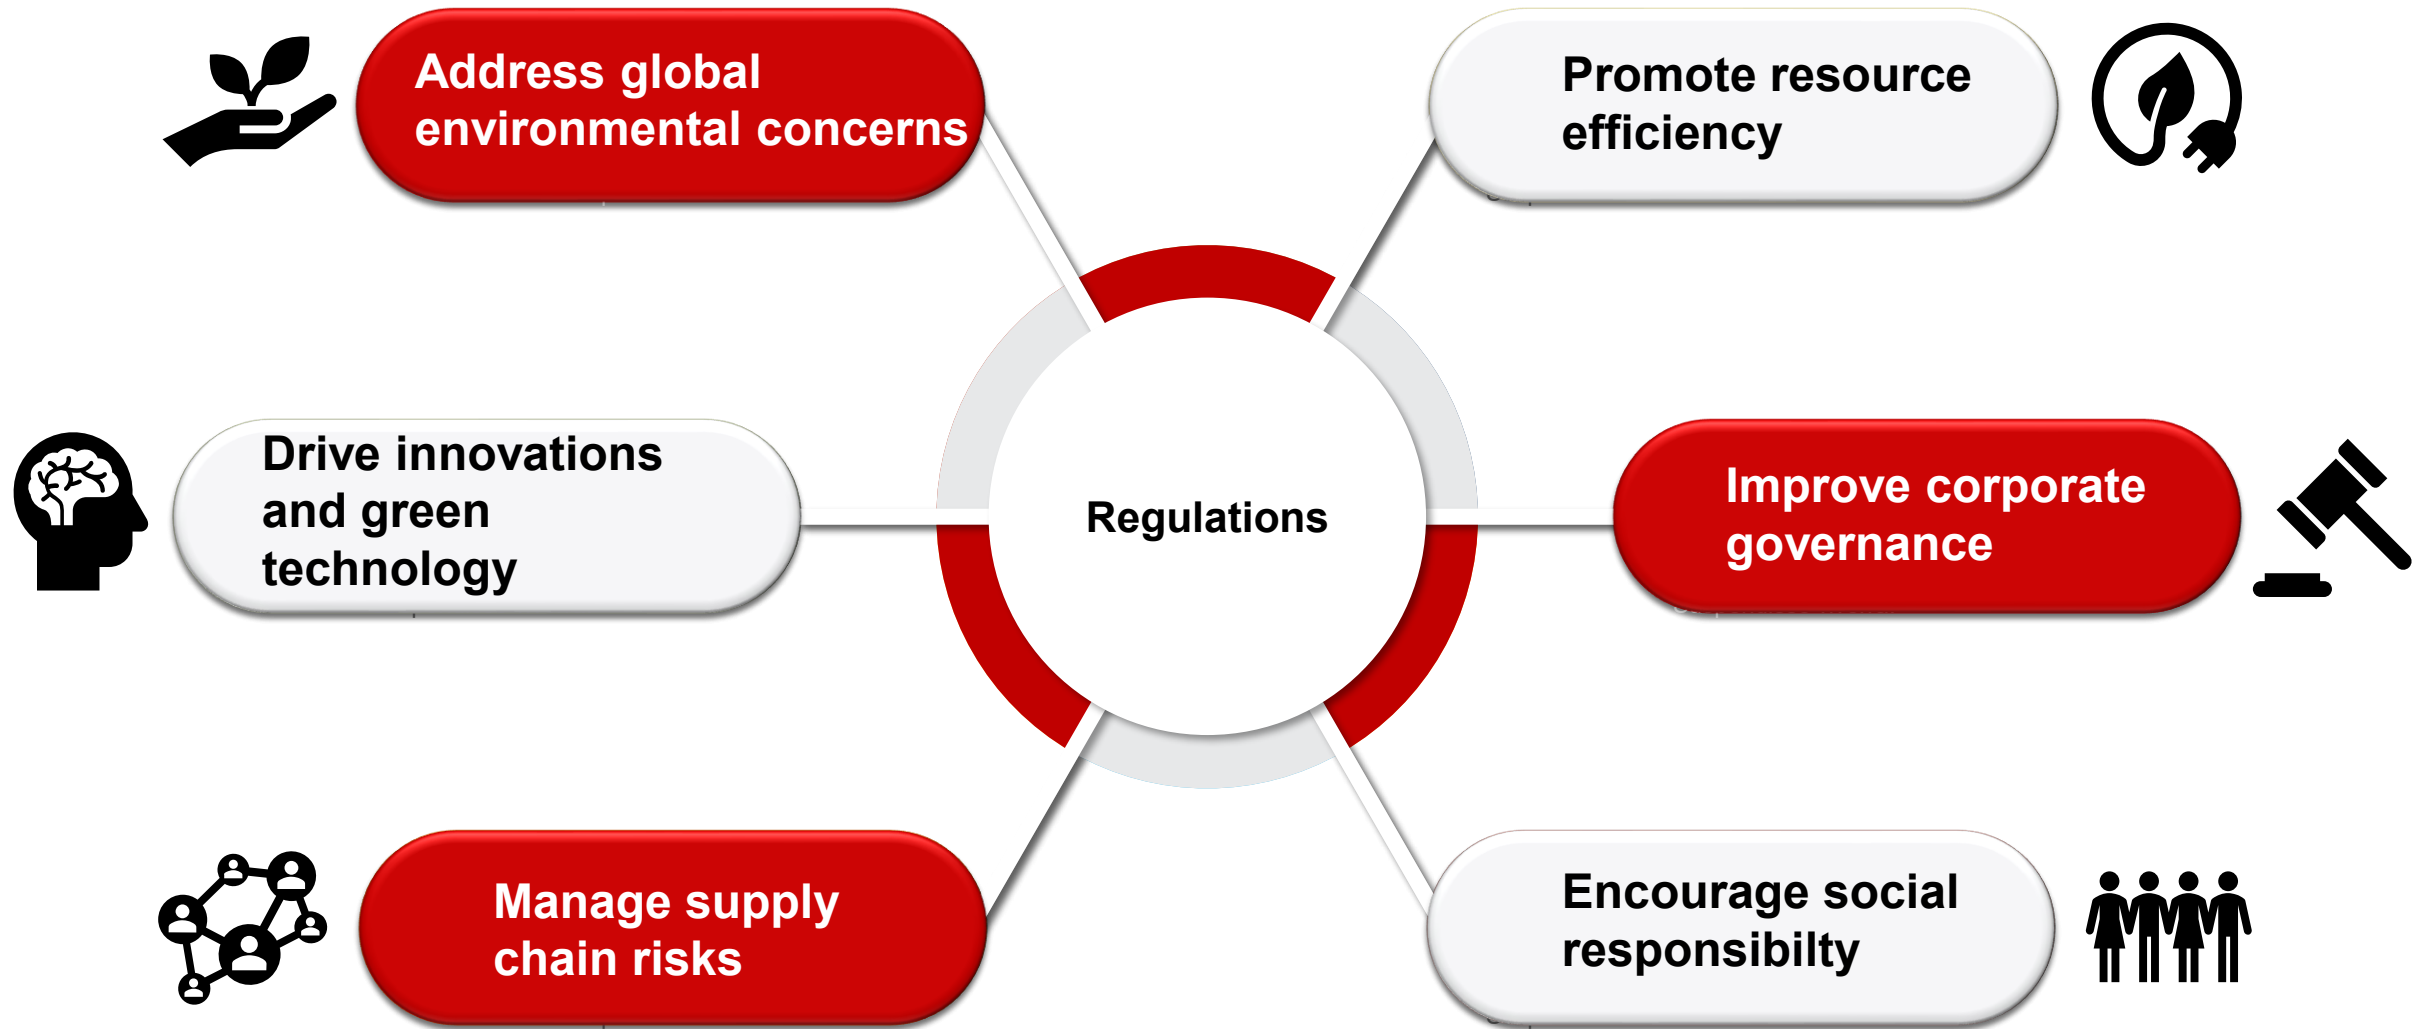 Address global
environmental concerns
Promote resource
efficiency
Drive innovations
and green
technology
Regulations
Improve corporate
governance
Manage supply
chain risks
Encourage social
responsibilty